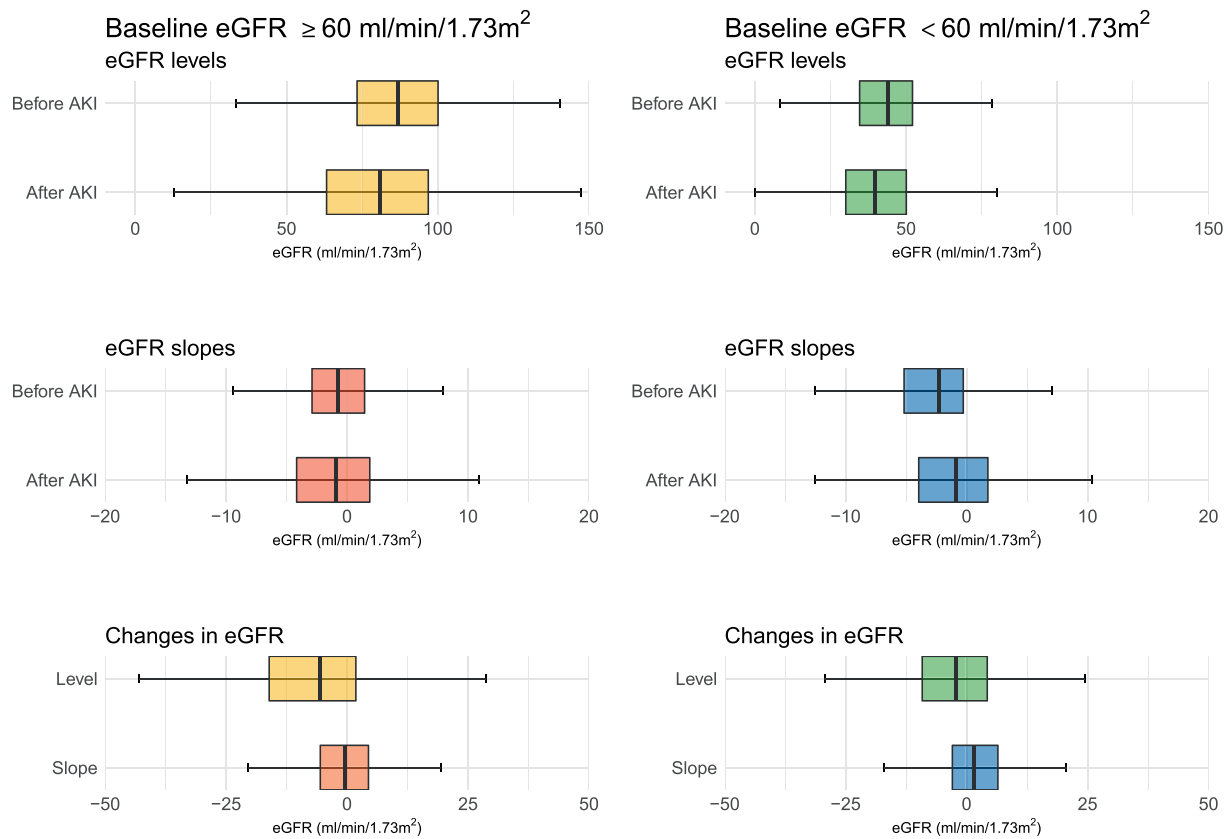 Baseline eGFR ≥ 60 ml/min/1.73m²
eGFR levels
Before AKI
After AKI
0 50 100 150
eGFR (ml/min/1.73m²)
Baseline eGFR < 60 ml/min/1.73m²
eGFR levels
Before AKI
After AKI
0 50 100 150
eGFR (ml/min/1.73m²)
eGFR slopes
Before AKI
After AKI
−20 −10 0 10 20
eGFR (ml/min/1.73m²)
eGFR slopes
Before AKI
After AKI
−20 −10 0 10 20
eGFR (ml/min/1.73m²)
Changes in eGFR
Level
Slope
−50 −25 0 25 50
eGFR (ml/min/1.73m²)
Changes in eGFR
Level
Slope
−50 −25 0 25 50
eGFR (ml/min/1.73m²)